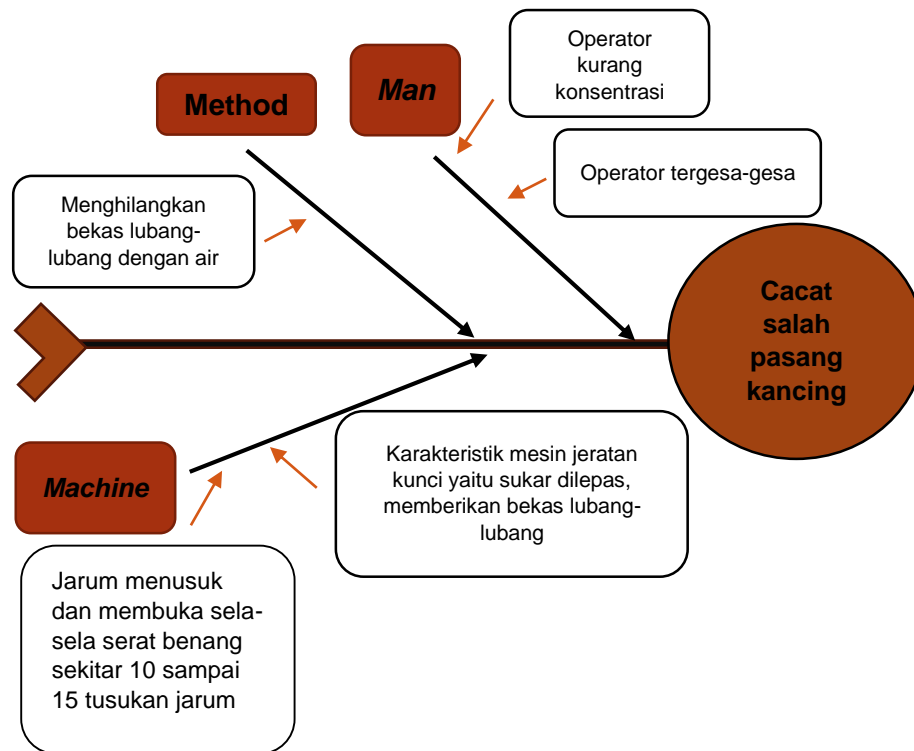 Method
Man
Operator
kurang
konsentrasi
Operator tergesa-gesa
Menghilangkan
bekas lubang-
lubang dengan air
Cacat
salah
pasang
kancing
Machine
Karakteristik mesin jeratan
kunci yaitu sukar dilepas,
memberikan bekas lubang-
lubang
Jarum menusuk
dan membuka sela-
sela serat benang
sekitar 10 sampai
15 tusukan jarum